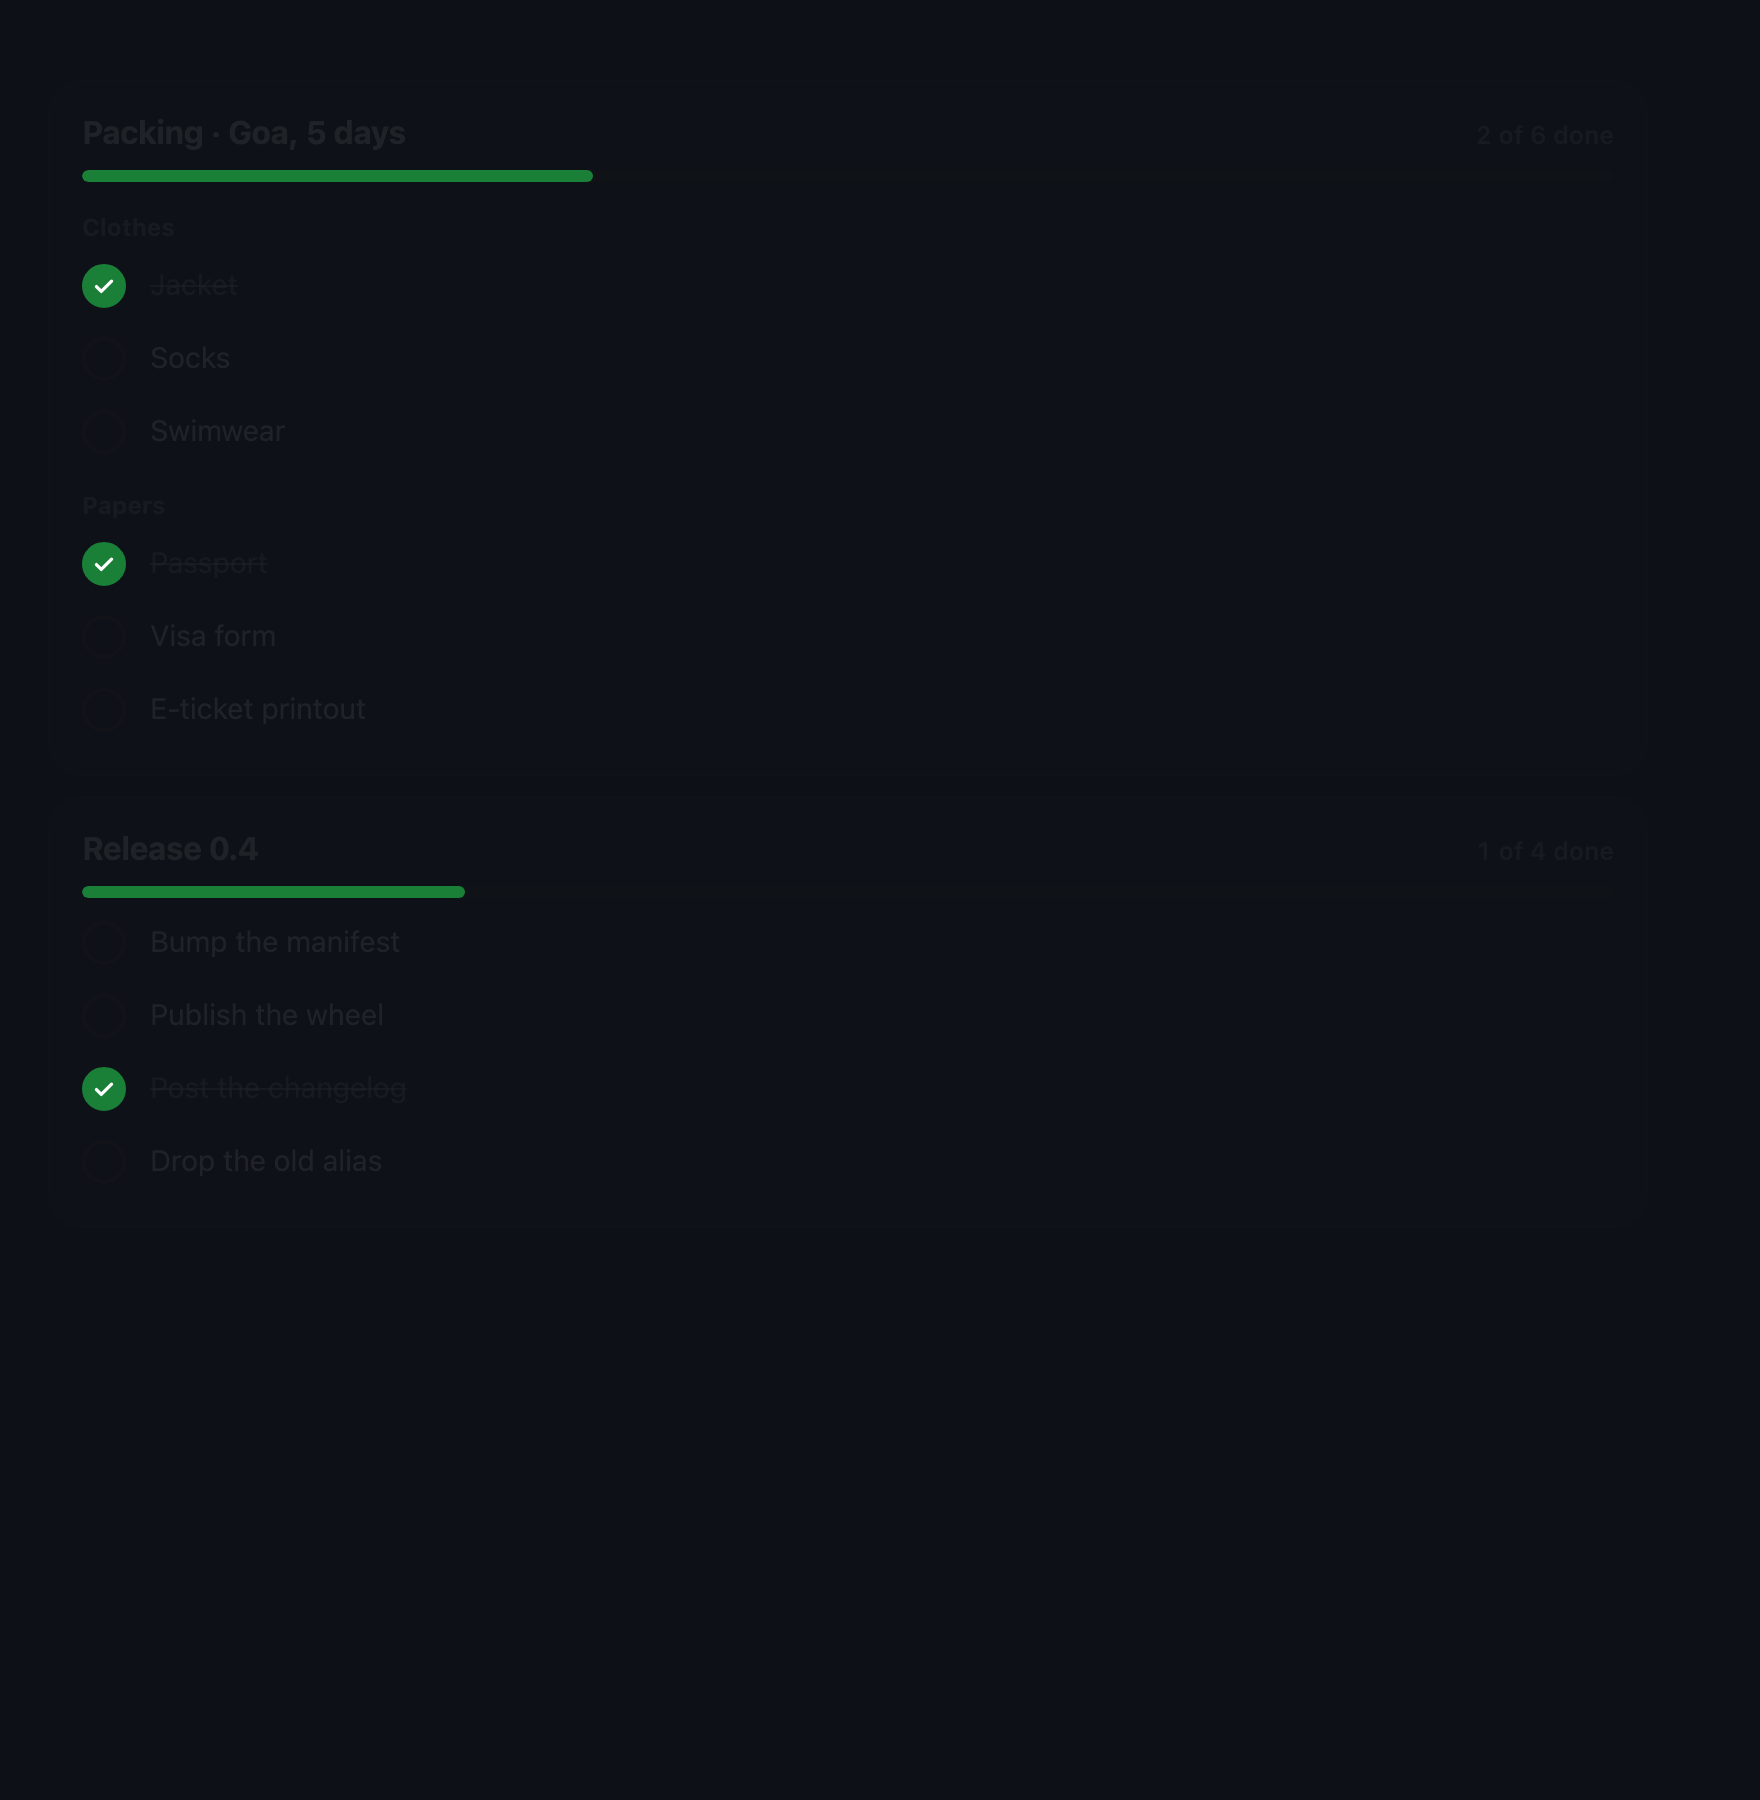 Packing · Goa, 5 days
2 of 6 done
Clothes
Jacket
Socks
Swimwear
Papers
Passport
Visa form
E-ticket printout
Release 0.4
1 of 4 done
Bump the manifest
Publish the wheel
Post the changelog
Drop the old alias